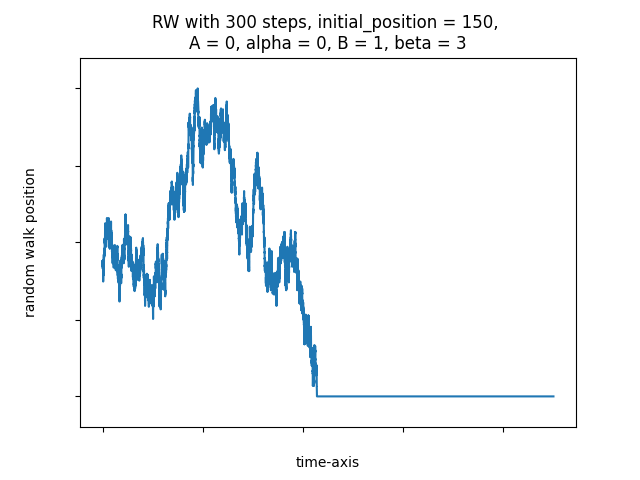 RW with 300 steps, initial_position = 150,
A = 0, alpha = 0, B = 1, beta = 3
random walk position
time-axis